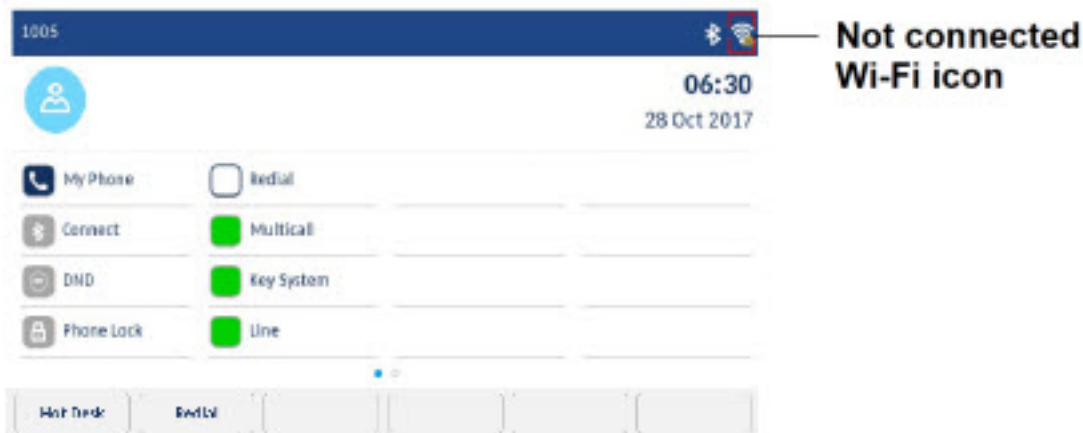 1005
Not connected
Wi-Fi icon
06:30
28 Oct 2017
My Phone
Redial
Connect
Multicall
DND
Key System
Phone Lock
Line
Hot Desk
Redial